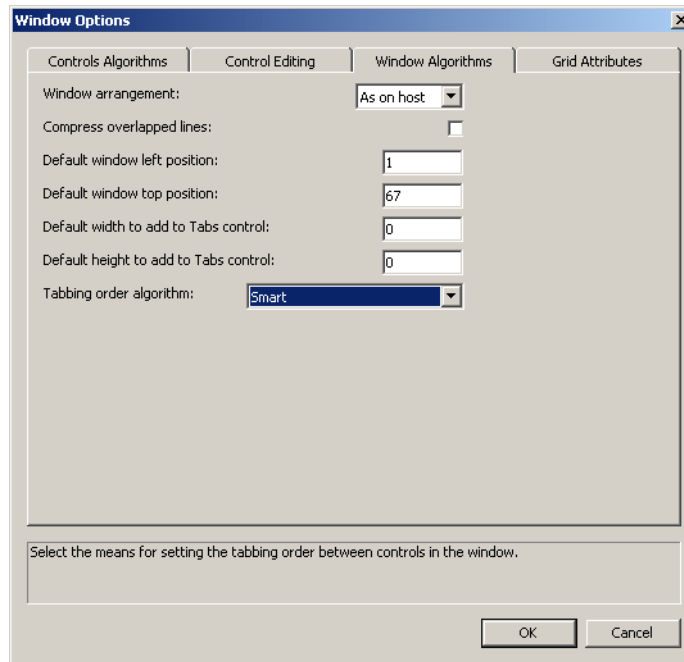 Window Options
Controls Algorithms Control Editing Window Algorithms Grid Attributes
Window arrangement: As on host
Compress overlapped lines:
Default window left position: 1
Default window top position: 67
Default width to add to Tabs control: 0
Default height to add to Tabs control: 0
Tabbing order algorithm: Smart
Select the means for setting the tabbing order between controls in the window.
OK Cancel